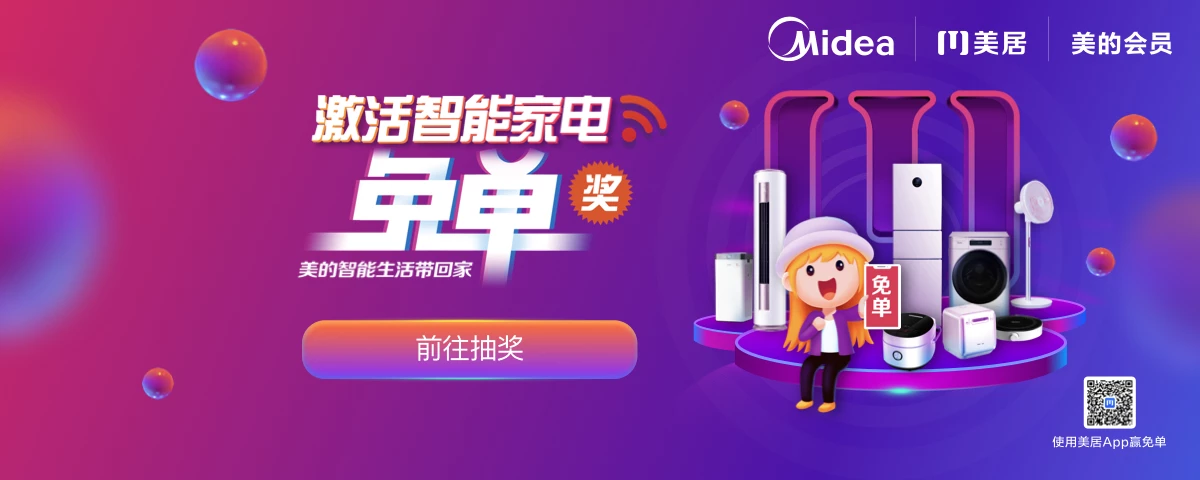 Midea
美居
美的会员
激活智能家电
免单
奖
美的智能生活带回家
前往抽奖
免单
使用美居App赢免单